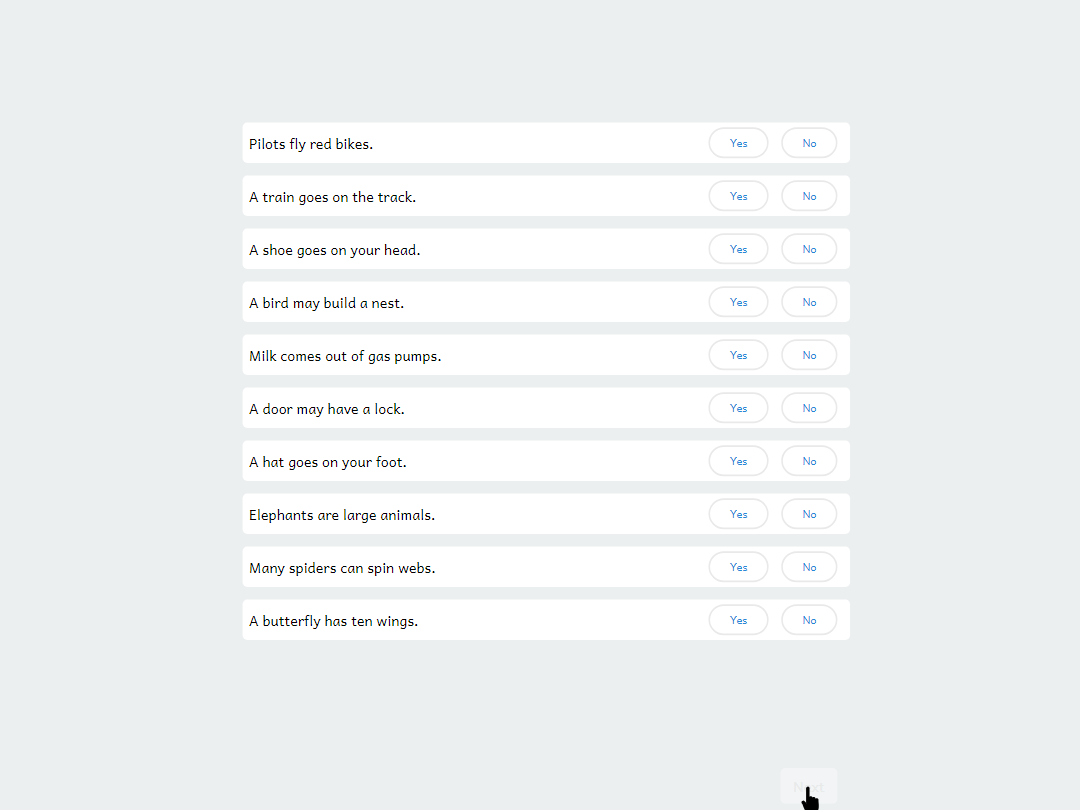 Pilots fly red bikes. Yes No
A train goes on the track. Yes No
A shoe goes on your head. Yes No
A bird may build a nest. Yes No
Milk comes out of gas pumps. Yes No
A door may have a lock. Yes No
A hat goes on your foot. Yes No
Elephants are large animals. Yes No
Many spiders can spin webs. Yes No
A butterfly has ten wings. Yes No
Next